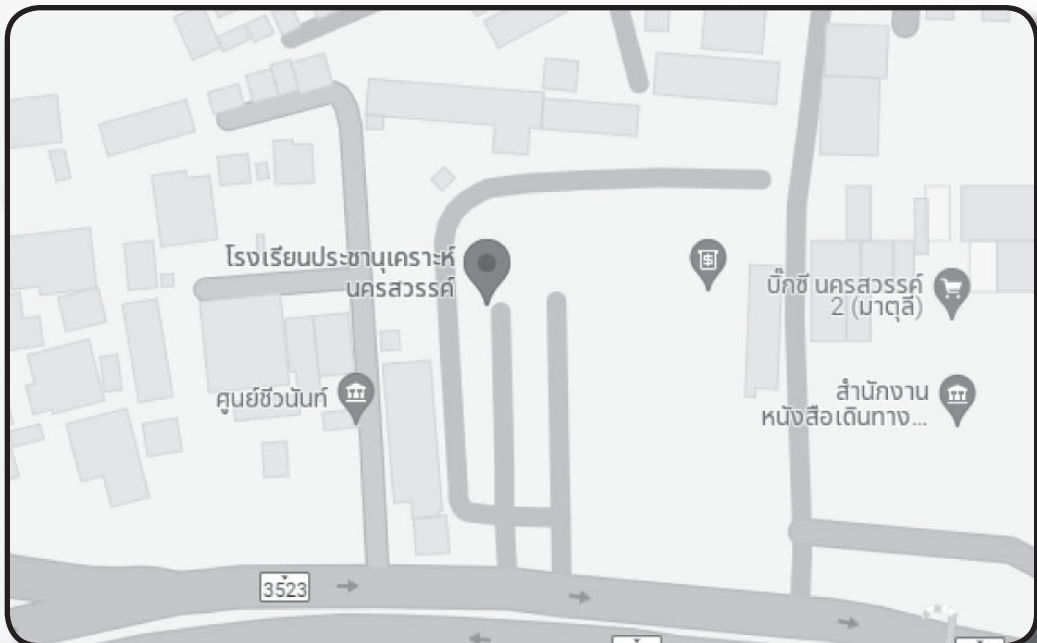 โรงเรียนประชานุเคราะห์
นครสวรรค์
บิ๊กซี นครสวรรค์
2 (มาตุลี)
ศูนย์ชีวนันท์
สำนักงาน
หนังสือเดินทาง...
3523